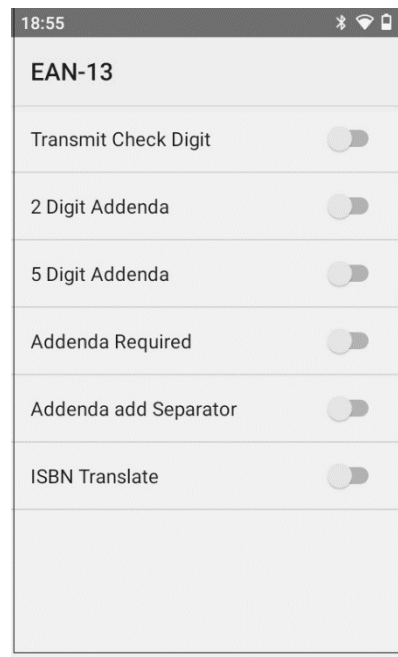 18:55
EAN-13
Transmit Check Digit
2 Digit Addenda
5 Digit Addenda
Addenda Required
Addenda add Separator
ISBN Translate